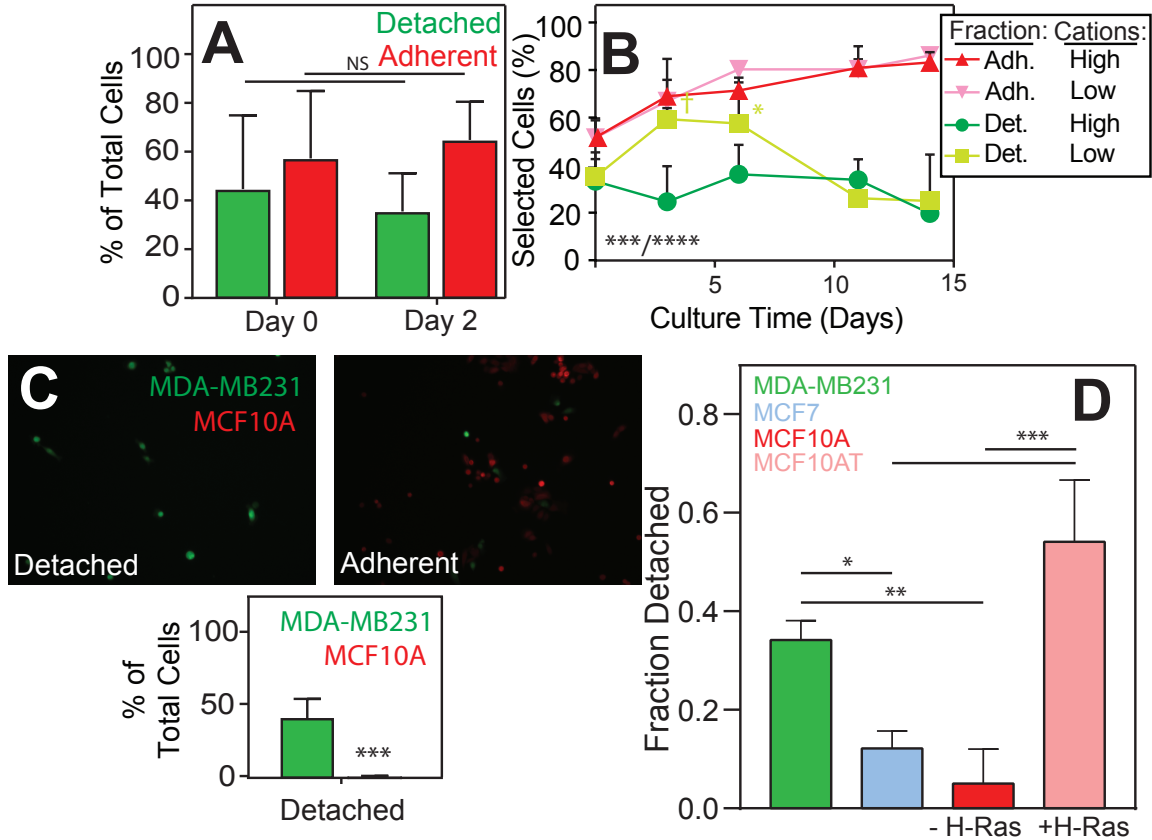 A
Detached
Adherent
NS
% of Total Cells
100
80
60
40
20
0
Day 0
Day 2
B
Selected Cells (%)
100
80
60
40
20
0
†
*
***/****
5
10
15
Culture Time (Days)
Fraction: Cations:
Adh. High
Adh. Low
Det. High
Det. Low
C
MDA-MB231
MCF10A
Detached
Adherent
% of
Total Cells
100
50
0
MDA-MB231
MCF10A
***
Detached
D
MDA-MB231
MCF7
MCF10A
MCF10AT
Fraction Detached
0.8
0.6
0.4
0.2
0.0
***
*
**
- H-Ras +H-Ras